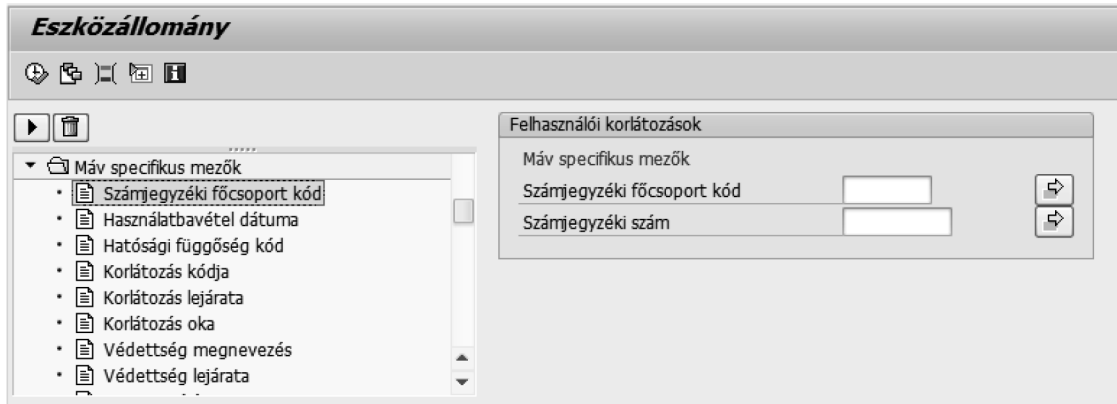 Eszközállomány
Máv specifikus mezők
Számjegyzéki főcsoport kód
Használatbavétel dátuma
Hatósági függőség kód
Korlátozás kódja
Korlátozás lejárata
Korlátozás oka
Védettség megnevezés
Védettség lejárata
Felhasználói korlátozások
Máv specifikus mezők
Számjegyzéki főcsoport kód
Számjegyzéki szám